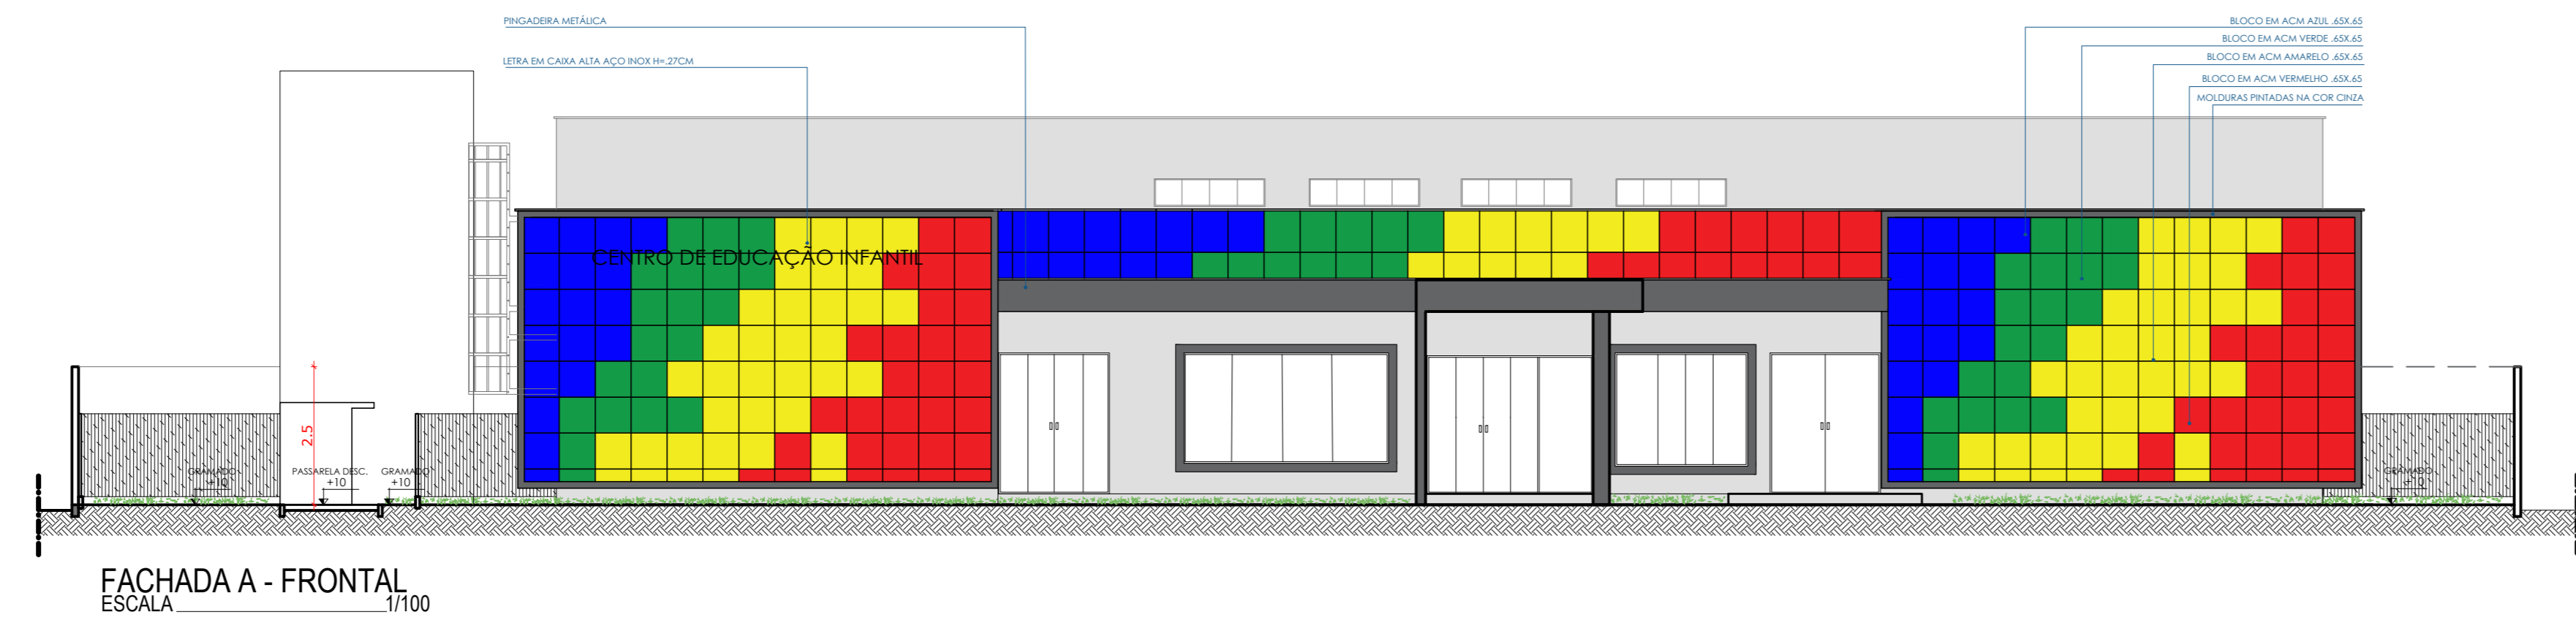 PINGADEIRA METÁLICA
LETRA EM CAIXA ALTA AÇO INOX H=.27CM
BLOCO EM ACM AZUL .65X.65
BLOCO EM ACM VERDE .65X.65
BLOCO EM ACM AMARELO .65X.65
BLOCO EM ACM VERMELHO .65X.65
MOLDURAS PINTADAS NA COR CINZA
CENTRO DE EDUCAÇÃO INFANTIL
2.5
GRAMADO
+10
PASSARELA DESC.
+10
GRAMADO
+10
GRAMADO
+10
FACHADA A - FRONTAL
ESCALA 1/100